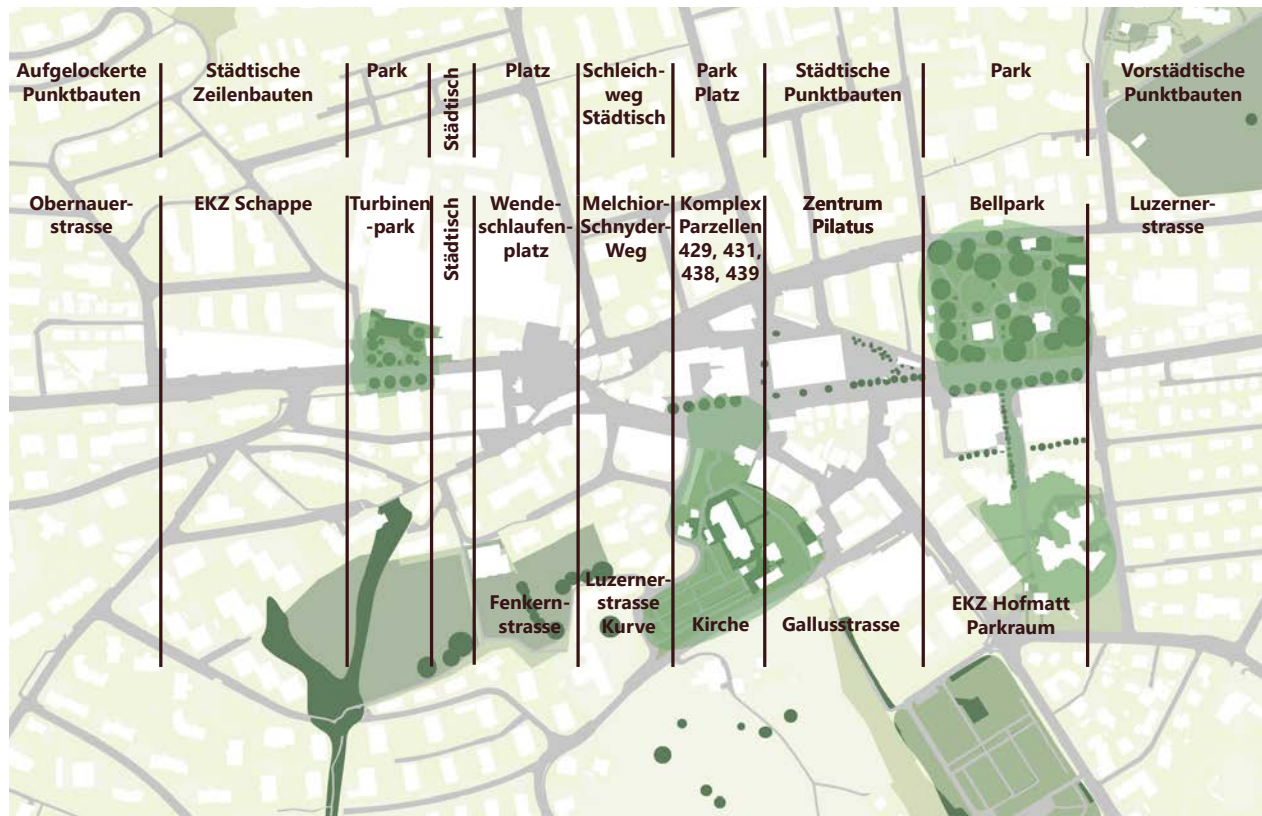 Aufgelockerte
Punktbauten
Städtische
Zeilenbauten
Park
Städtisch
Platz
Schleich-
weg
Städtisch
Park
Platz
Städtische
Punktbauten
Park
Vorstädtische
Punktbauten
Obernauer-
strasse
EKZ Schappe
Turbinen
-park
Städtisch
Wende-
schlaufen-
platz
Melchior-
Schnyder-
Weg
Komplex
Parzellen
429, 431,
438, 439
Zentrum
Pilatus
Bellpark
Luzerner-
strasse
Fenkern-
strasse
Luzerner-
strasse
Kurve
Kirche
Gallusstrasse
EKZ Hofmatt
Parkraum